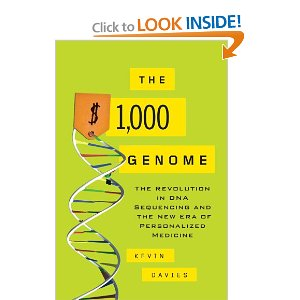 Click to LOOK INSIDE!
THE
$
1,000
GENOME
THE REVOLUTION
IN DNA
SEQUENCING AND
THE NEW ERA OF
PERSONALIZED
MEDICINE
KEVIN
DAVIES